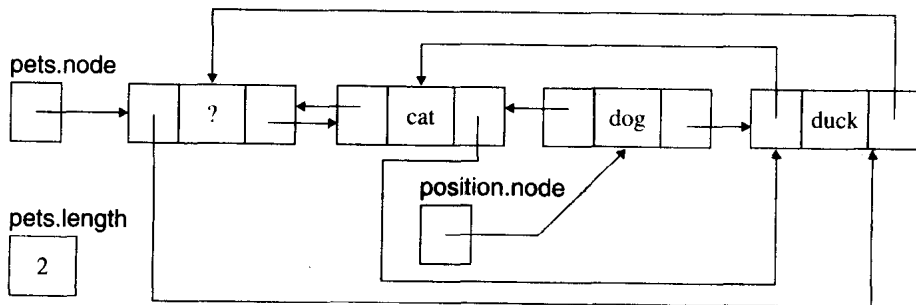 pets.node
?
cat
dog
duck
position.node
pets.length
2